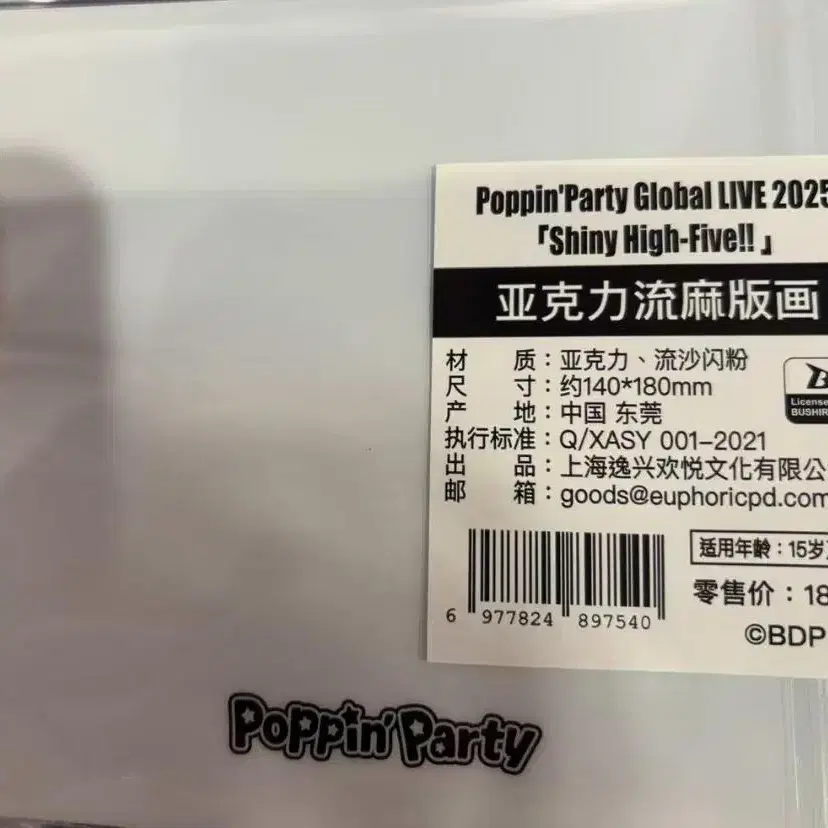 Poppin'Party Global LIVE 2025
「Shiny High-Five!!」
亚克力流麻版画
材 质：亚克力、流沙闪粉
尺 寸：约140*180mm
产 地：中国 东莞
执行标准：Q/XASY 001-2021
出 品：上海逸兴欢悦文化有限公
邮 箱：goods@euphoricpd.com
License
BUSHIR
适用年龄：15岁
零售价：18
6 977824 897540
©BDP
Poppin'Party